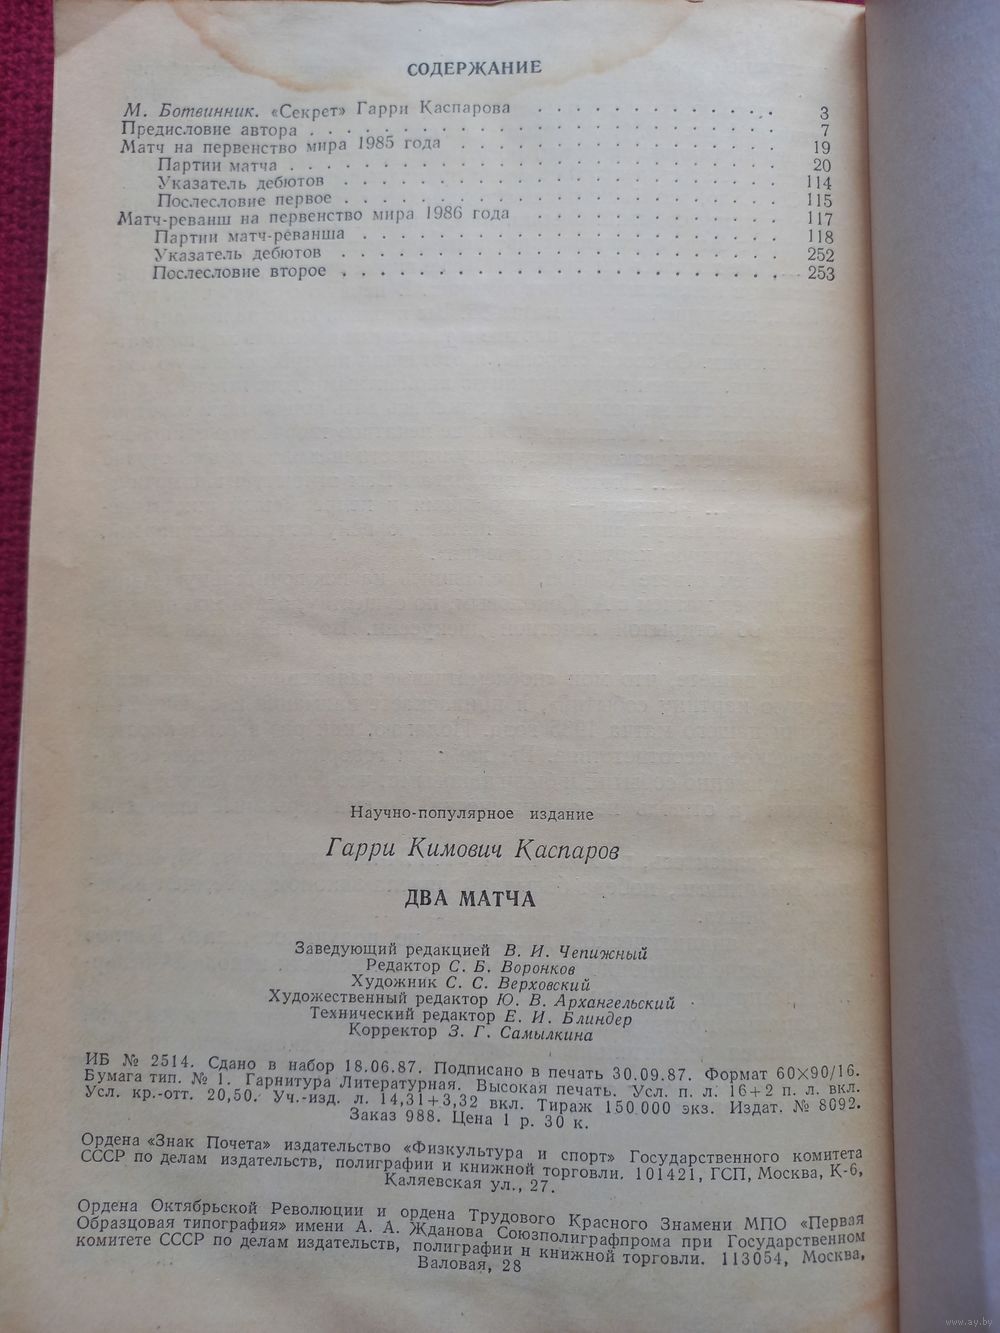 СОДЕРЖАНИЕ
М. Ботвинник. «Секрет» Гарри Каспарова . . . . . . . . . . . . . 3
Предисловие автора . . . . . . . . . . . . . . . . . . . 7
Матч на первенство мира 1985 года . . . . . . . . . . . . . . 19
Партии матча . . . . . . . . . . . . . . . . . . . . 20
Указатель дебютов . . . . . . . . . . . . . . . . . . 114
Послесловие первое . . . . . . . . . . . . . . . . . . 115
Матч-реванш на первенство мира 1986 года . . . . . . . . . . . 117
Партии матч-реванша . . . . . . . . . . . . . . . . . 118
Указатель дебютов . . . . . . . . . . . . . . . . . . 252
Послесловие второе . . . . . . . . . . . . . . . . . . 253
Научно-популярное издание
Гарри Кимович Каспаров
ДВА МАТЧА
Заведующий редакцией В. И. Чепижный
Редактор С. Б. Воронков
Художник С. С. Верховский
Художественный редактор Ю. В. Архангельский
Технический редактор Е. И. Блиндер
Корректор З. Г. Самылкина
ИБ № 2514. Сдано в набор 18.06.87. Подписано в печать 30.09.87. Формат 60×90/16.
Бумага тип. № 1. Гарнитура Литературная. Высокая печать. Усл. п. л. 16+2 п. л. вкл.
Усл. кр.-отт. 20,50. Уч.-изд. л. 14,31+3,32 вкл. Тираж 150 000 экз. Издат. № 8092.
Заказ 988. Цена 1 р. 30 к.
Ордена «Знак Почета» издательство «Физкультура и спорт» Государственного комитета
СССР по делам издательств, полиграфии и книжной торговли. 101421, ГСП, Москва, К-6,
Каляевская ул., 27.
Ордена Октябрьской Революции и ордена Трудового Красного Знамени МПО «Первая
Образцовая типография» имени А. А. Жданова Союзполиграфпрома при Государственном
комитете СССР по делам издательств, полиграфии и книжной торговли. 113054, Москва,
Валовая, 28
www.ay.by